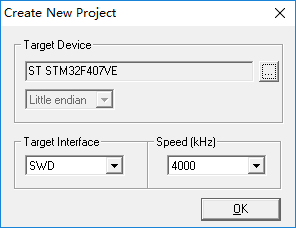 Create New Project
Target Device
ST STM32F407VE
...
Little endian
Target Interface
Speed (kHz)
SWD
4000
OK